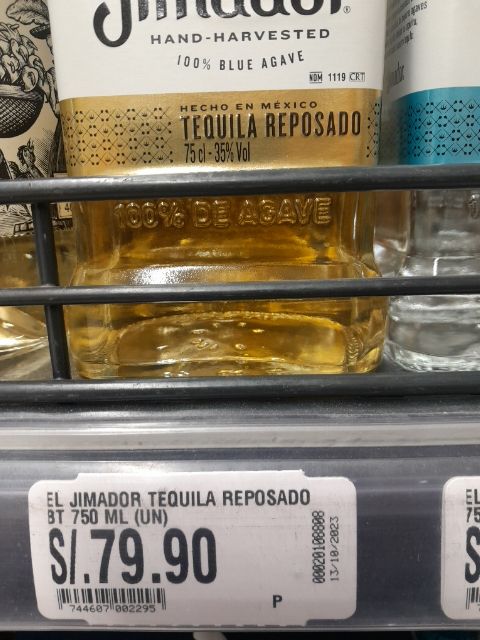 Jimador®
HAND-HARVESTED
100% BLUE AGAVE
NOM 1119 CRT
HECHO EN MÉXICO
TEQUILA REPOSADO
75 cl - 35% Vol
100% DE AGAVE
EL JIMADOR TEQUILA REPOSADO
BT 750 ML (UN)
S/.79.90
744607 002295
P
00020108808
13/10/2023
EL
75
S